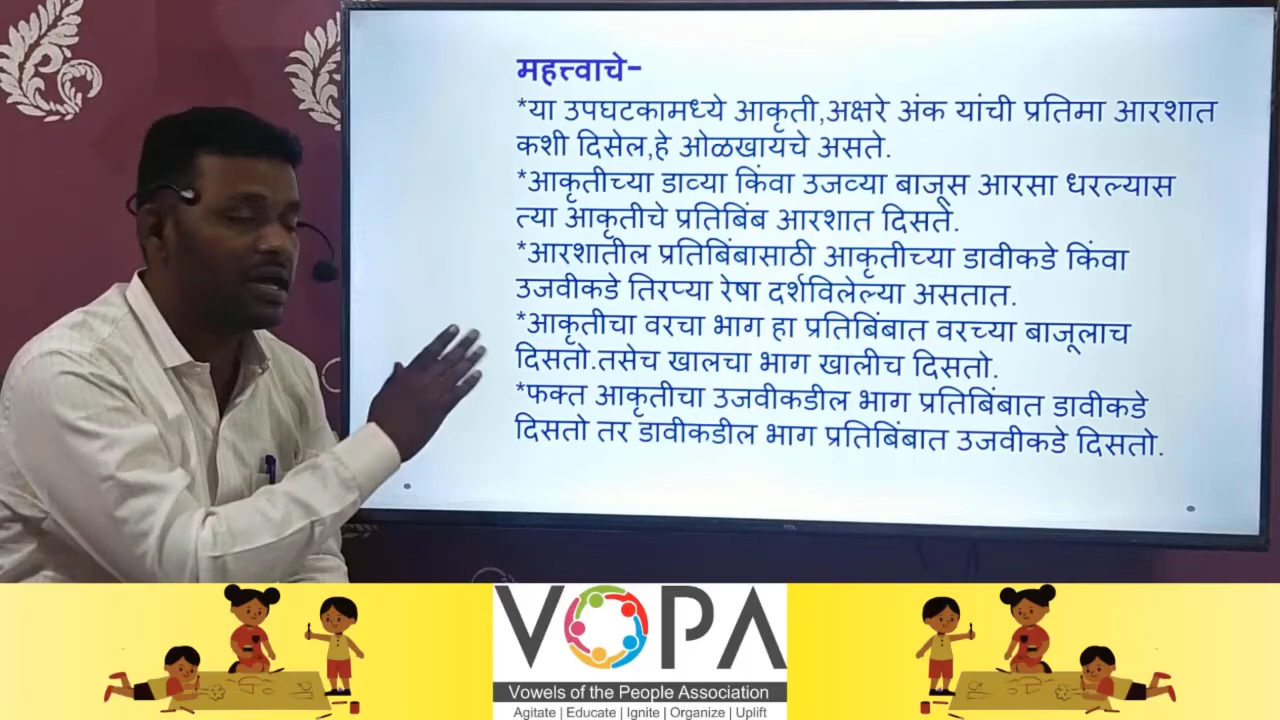 महत्त्वाचे-
*या उपघटकामध्ये आकृती,अक्षरे अंक यांची प्रतिमा आरशात
कशी दिसेल,हे ओळखायचे असते.
*आकृतीच्या डाव्या किंवा उजव्या बाजूस आरसा धरल्यास
त्या आकृतीचे प्रतिबिंब आरशात दिसते.
*आरशातील प्रतिबिंबासाठी आकृतीच्या डावीकडे किंवा
उजवीकडे तिरप्या रेषा दर्शविलेल्या असतात.
*आकृतीचा वरचा भाग हा प्रतिबिंबात वरच्या बाजूलाच
दिसतो.तसेच खालचा भाग खालीच दिसतो.
*फक्त आकृतीचा उजवीकडील भाग प्रतिबिंबात डावीकडे
दिसतो तर डावीकडील भाग प्रतिबिंबात उजवीकडे दिसतो.
TCL
VOPA
Vowels of the People Association
Agitate | Educate | Ignite | Organize | Uplift